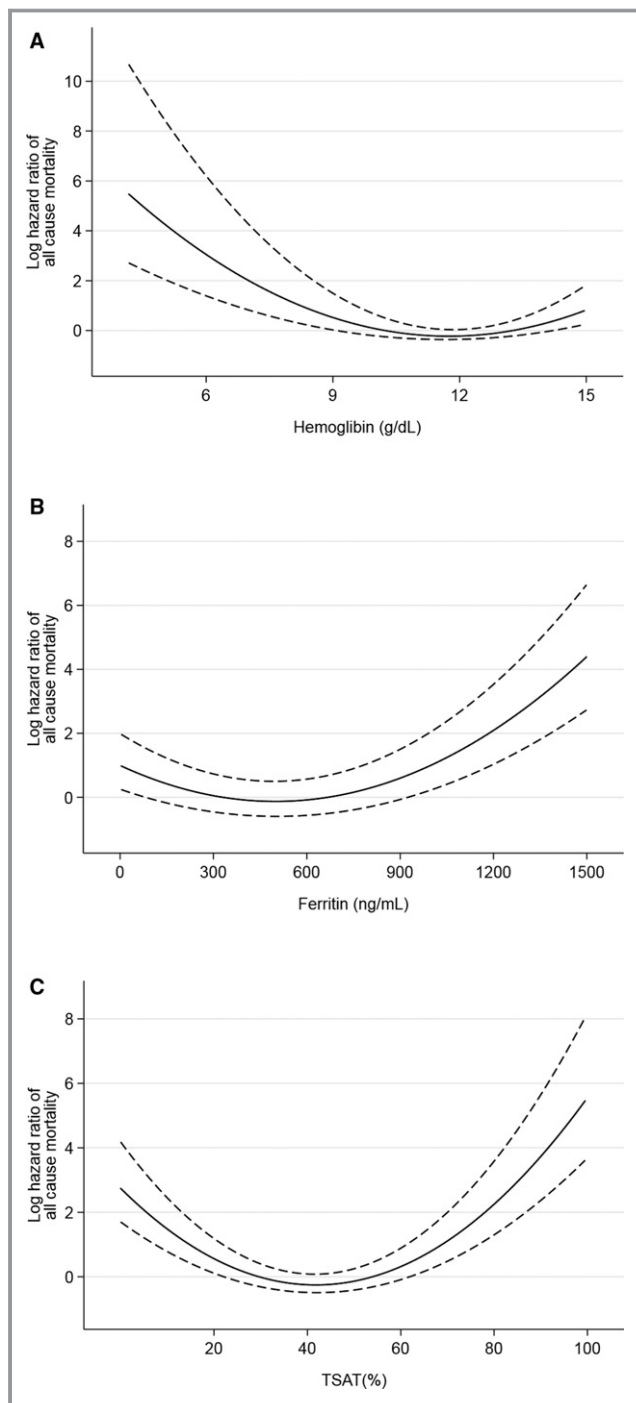 A
Log hazard ratio of
all cause mortality
10
8
6
4
2
0
6 9 12 15
Hemoglibin (g/dL)
B
Log hazard ratio of
all cause mortality
8
6
4
2
0
0 300 600 900 1200 1500
Ferritin (ng/mL)
C
Log hazard ratio of
all cause mortality
8
6
4
2
0
20 40 60 80 100
TSAT(%)